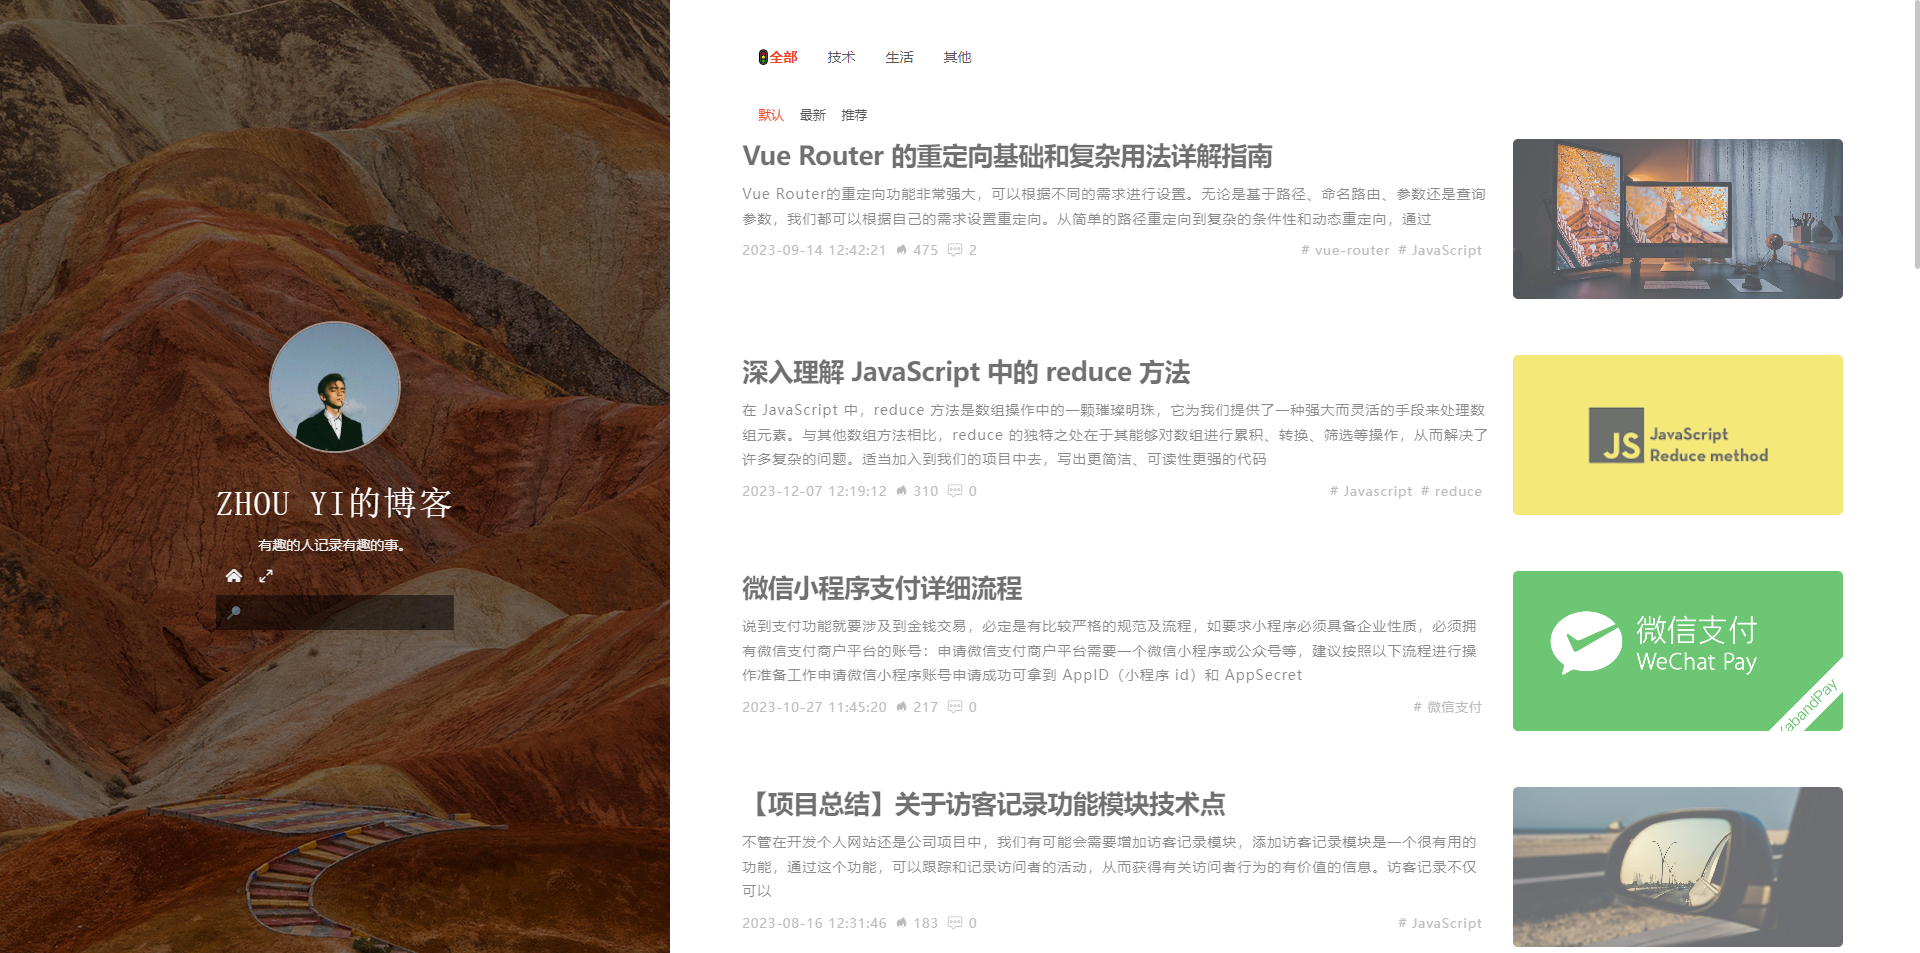 ZHOU YI的博客
有趣的人记录有趣的事。
全部 技术 生活 其他
默认 最新 推荐
Vue Router 的重定向基础和复杂用法详解指南
Vue Router的重定向功能非常强大，可以根据不同的需求进行设置。无论是基于路径、命名路由、参数还是查询
参数，我们都可以根据自己的需求设置重定向。从简单的路径重定向到复杂的条件性和动态重定向，通过
2023-09-14 12:42:21 475 2 # vue-router # JavaScript
深入理解 JavaScript 中的 reduce 方法
在 JavaScript 中，reduce 方法是数组操作中的一颗璀璨明珠，它为我们提供了一种强大而灵活的手段来处理数
组元素。与其他数组方法相比，reduce 的独特之处在于其能够对数组进行累积、转换、筛选等操作，从而解决了
许多复杂的问题。适当加入到我们的项目中去，写出更简洁、可读性更强的代码
2023-12-07 12:19:12 310 0 # Javascript # reduce
JS JavaScript
Reduce method
微信小程序支付详细流程
说到支付功能就要涉及到金钱交易，必定是有比较严格的规范及流程，如要求小程序必须具备企业性质，必须拥
有微信支付商户平台的账号：申请微信支付商户平台需要一个微信小程序或公众号等，建议按照以下流程进行操
作准备工作申请微信小程序账号申请成功可拿到 AppID（小程序 id）和 AppSecret
2023-10-27 11:45:20 217 0 # 微信支付
微信支付
WeChat Pay
【项目总结】关于访客记录功能模块技术点
不管在开发个人网站还是公司项目中，我们有可能会需要增加访客记录模块，添加访客记录模块是一个很有用的
功能，通过这个功能，可以跟踪和记录访问者的活动，从而获得有关访问者行为的有价值的信息。访客记录不仅
可以
2023-08-16 12:31:46 183 0 # JavaScript